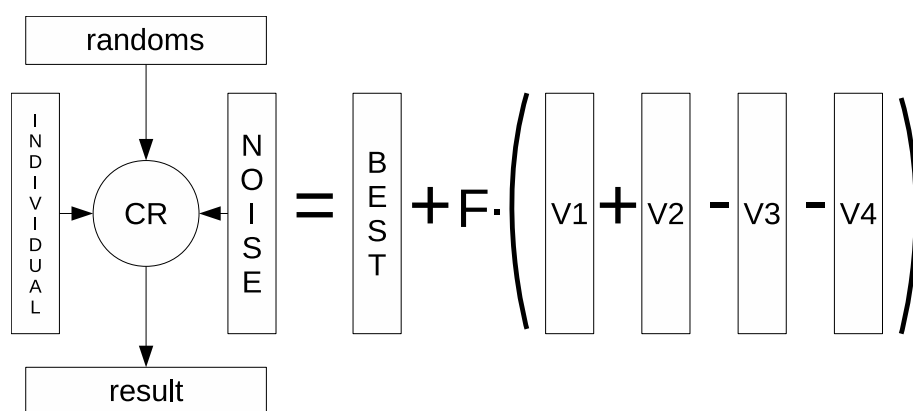 randoms
INDIVIDUAL
CR
NOISE
=
BEST
+ F· ( V1 + V2 - V3 - V4 )
result